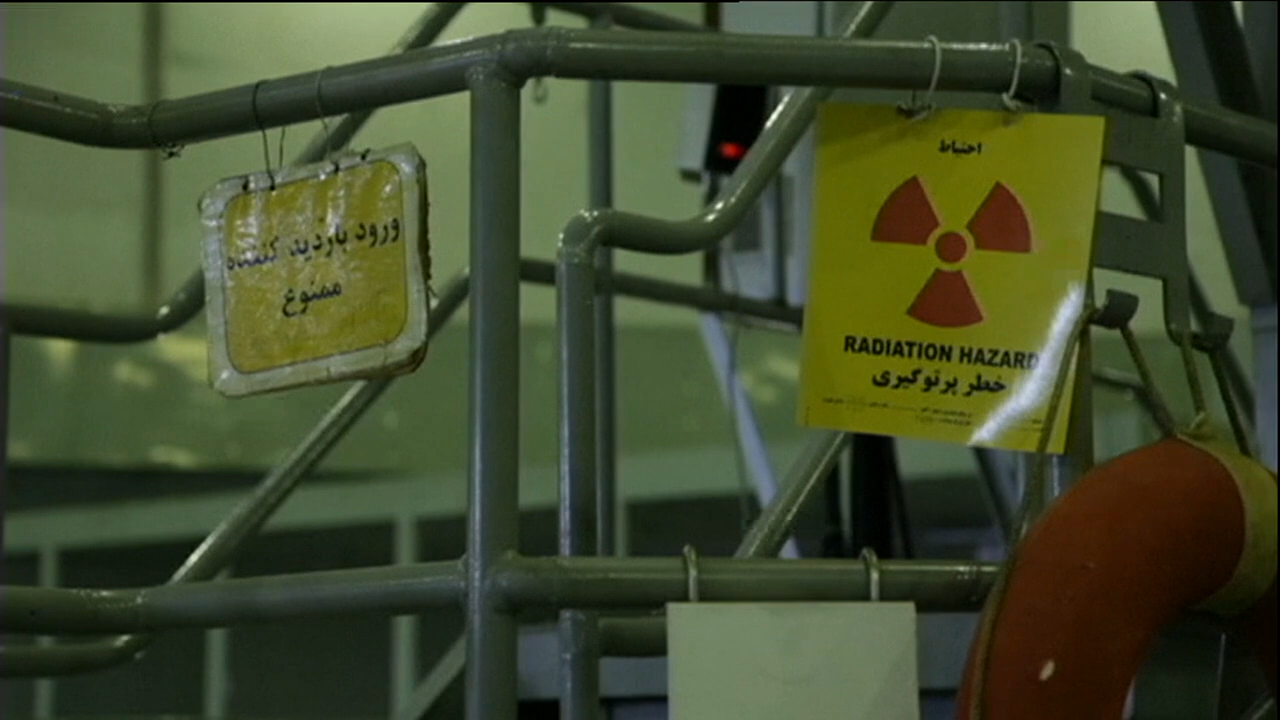 ورود بازدید کننده
ممنوع
احتیاط
RADIATION HAZARD
خطر پرتوگیری